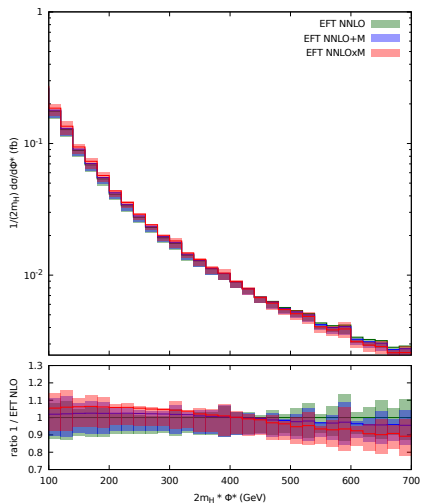 EFT NNLO
EFT NNLO+M
EFT NNLOxM
1
10⁻¹
10⁻²
1/(2mH) dσ/dΦ* (fb)
1.3
1.2
1.1
1
0.9
0.8
0.7
ratio 1 / EFT NLO
100 200 300 400 500 600 700
2mH * Φ* (GeV)